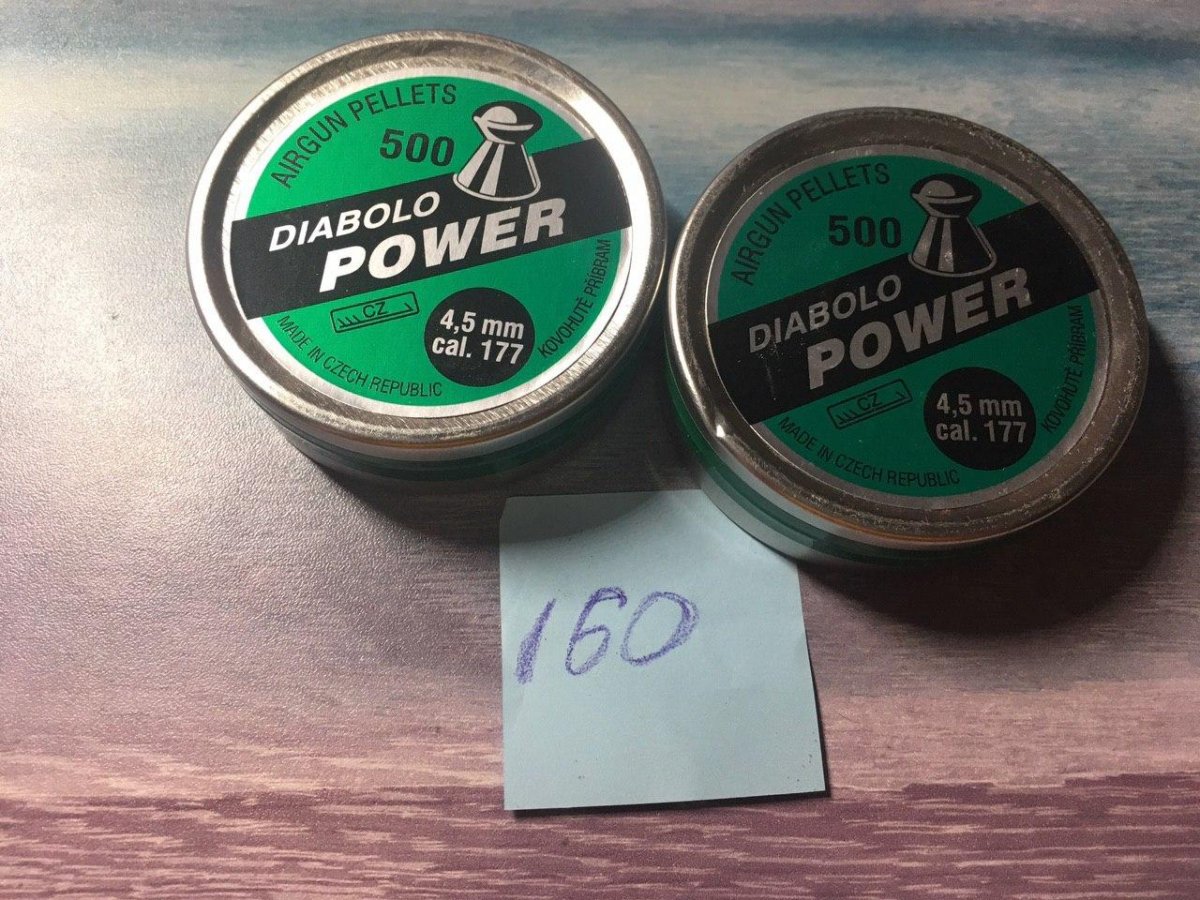 AIRGUN PELLETS
500
DIABOLO
POWER
CZ
4,5 mm
cal. 177
MADE IN CZECH REPUBLIC
KOVOHUTĚ PŘÍBRAM
AIRGUN PELLETS
500
DIABOLO
POWER
CZ
4,5 mm
cal. 177
MADE IN CZECH REPUBLIC
KOVOHUTĚ PŘÍBRAM
160